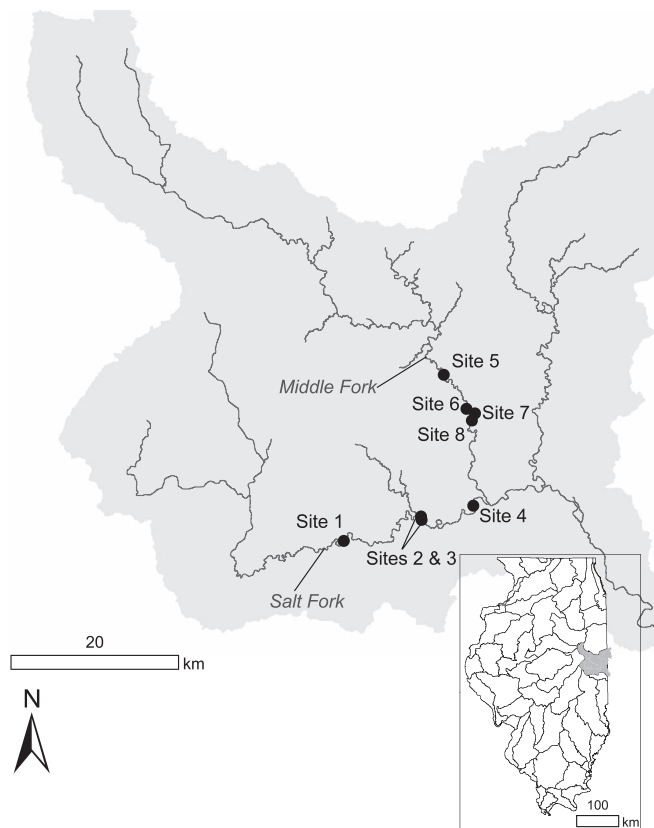 Site 5
Middle Fork
Site 6
Site 7
Site 8
Site 4
Site 1
Sites 2 & 3
Salt Fork
20
km
N
100
km